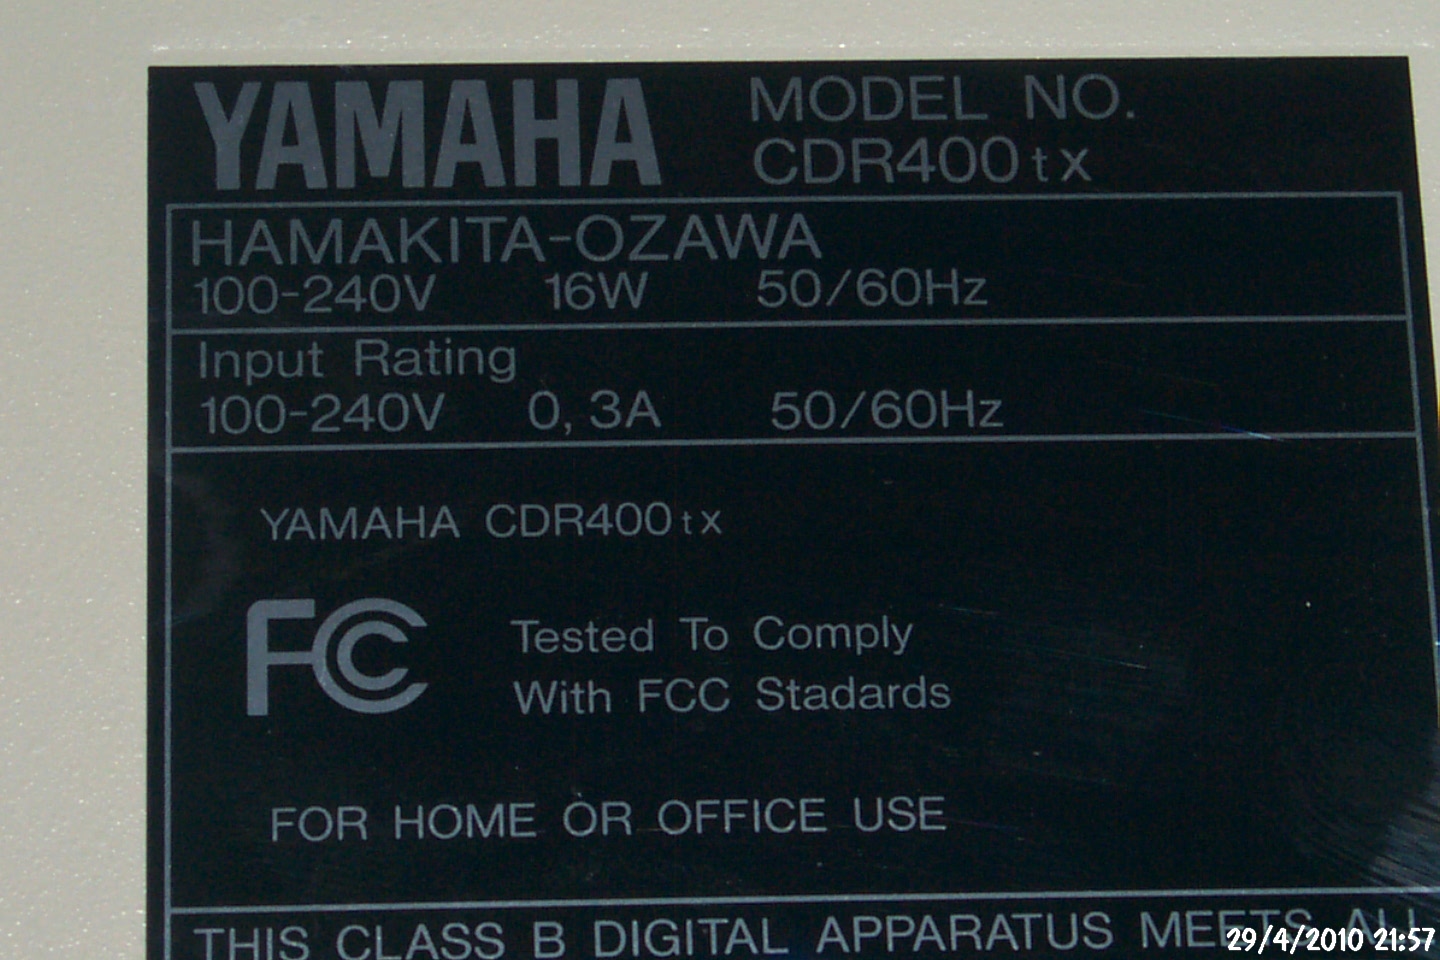 YAMAHA
MODEL NO.
CDR400tx
HAMAKITA-OZAWA
100-240V 16W 50/60Hz
Input Rating
100-240V 0,3A 50/60Hz
YAMAHA CDR400tx
FC Tested To Comply
With FCC Stadards
FOR HOME OR OFFICE USE
THIS CLASS B DIGITAL APPARATUS MEETS ALL
29/4/2010 21:57